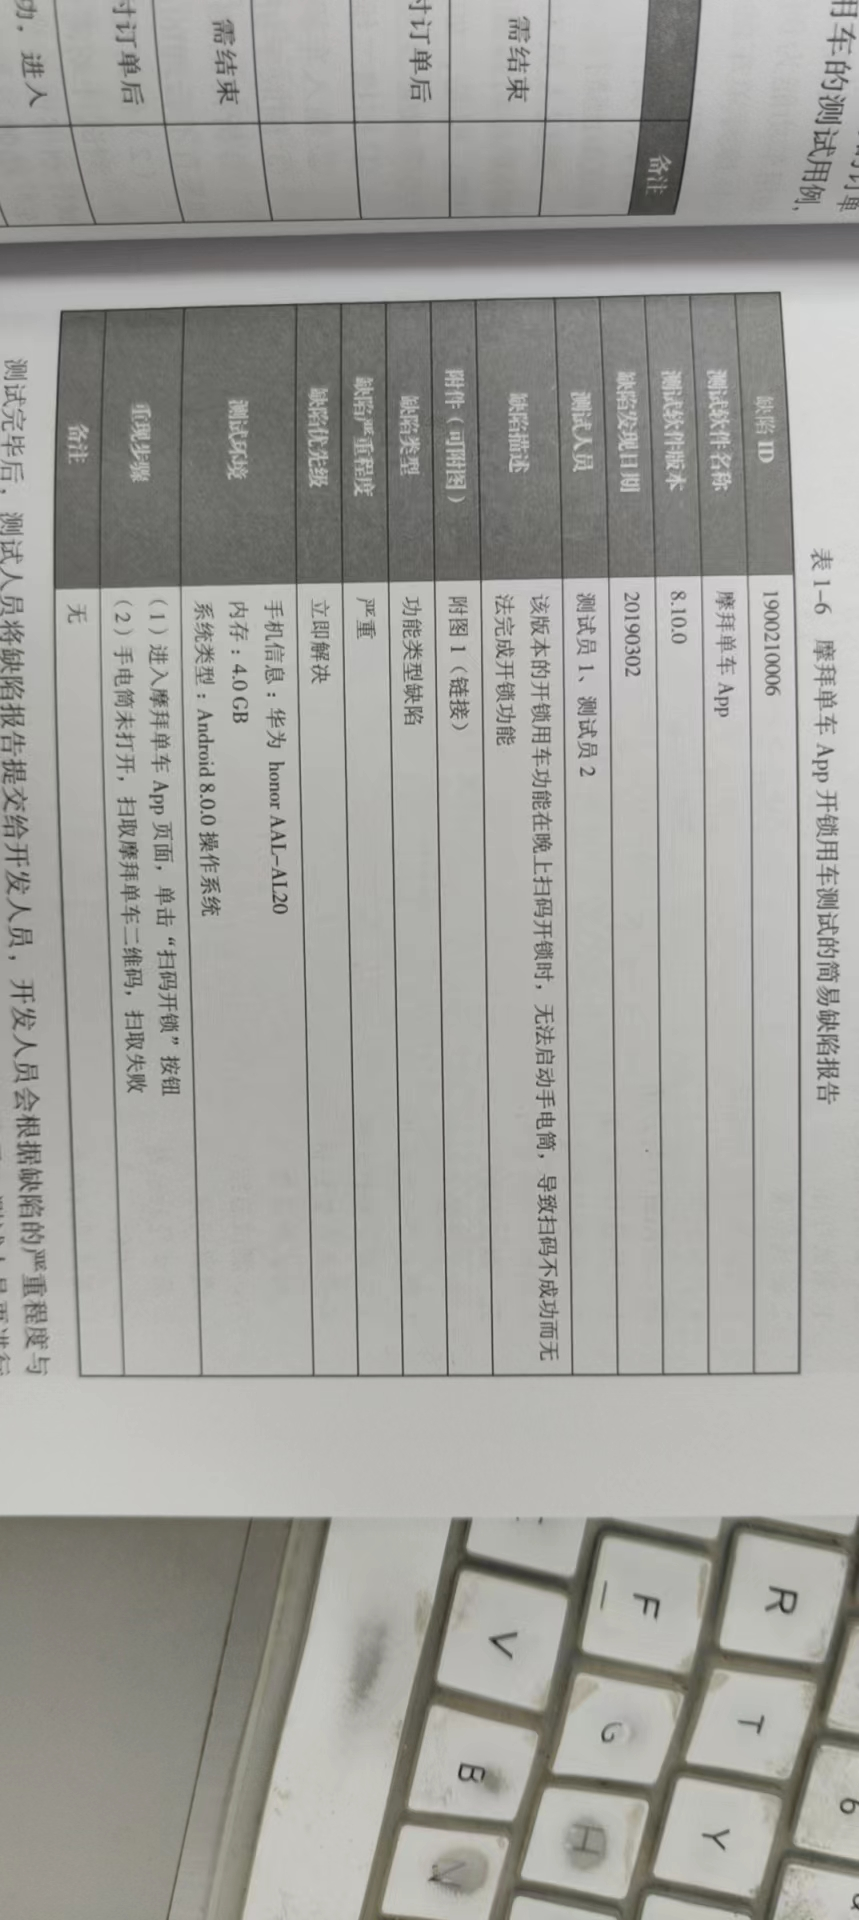 用车的测试用例，
备注
需结束
付订单后
需结束
付订单后
功，进入
表 1-6 摩拜单车 App 开锁用车测试的简易缺陷报告
缺陷 ID 1900210006
测试软件名称 摩拜单车 App
测试软件版本 8.10.0
缺陷发现日期 20190302
测试人员 测试员 1、测试员 2
缺陷描述 该版本的开锁用车功能在晚上扫码开锁时，无法启动手电筒，导致扫码不成功而无
法完成开锁功能
附件（可附图） 附图 1（链接）
缺陷类型 功能类型缺陷
缺陷严重程度 严重
缺陷优先级 立即解决
测试环境 手机信息：华为 honor AAL-AL20
内存：4.0 GB
系统类型：Android 8.0.0 操作系统
重现步骤 （1）进入摩拜单车 App 页面，单击“扫码开锁”按钮
（2）手电筒未打开，扫取摩拜单车二维码，扫取失败
备注 无
测试完毕后，测试人员将缺陷报告提交给开发人员，开发人员会根据缺陷的严重程度与
6
R T Y
F G H
V B N